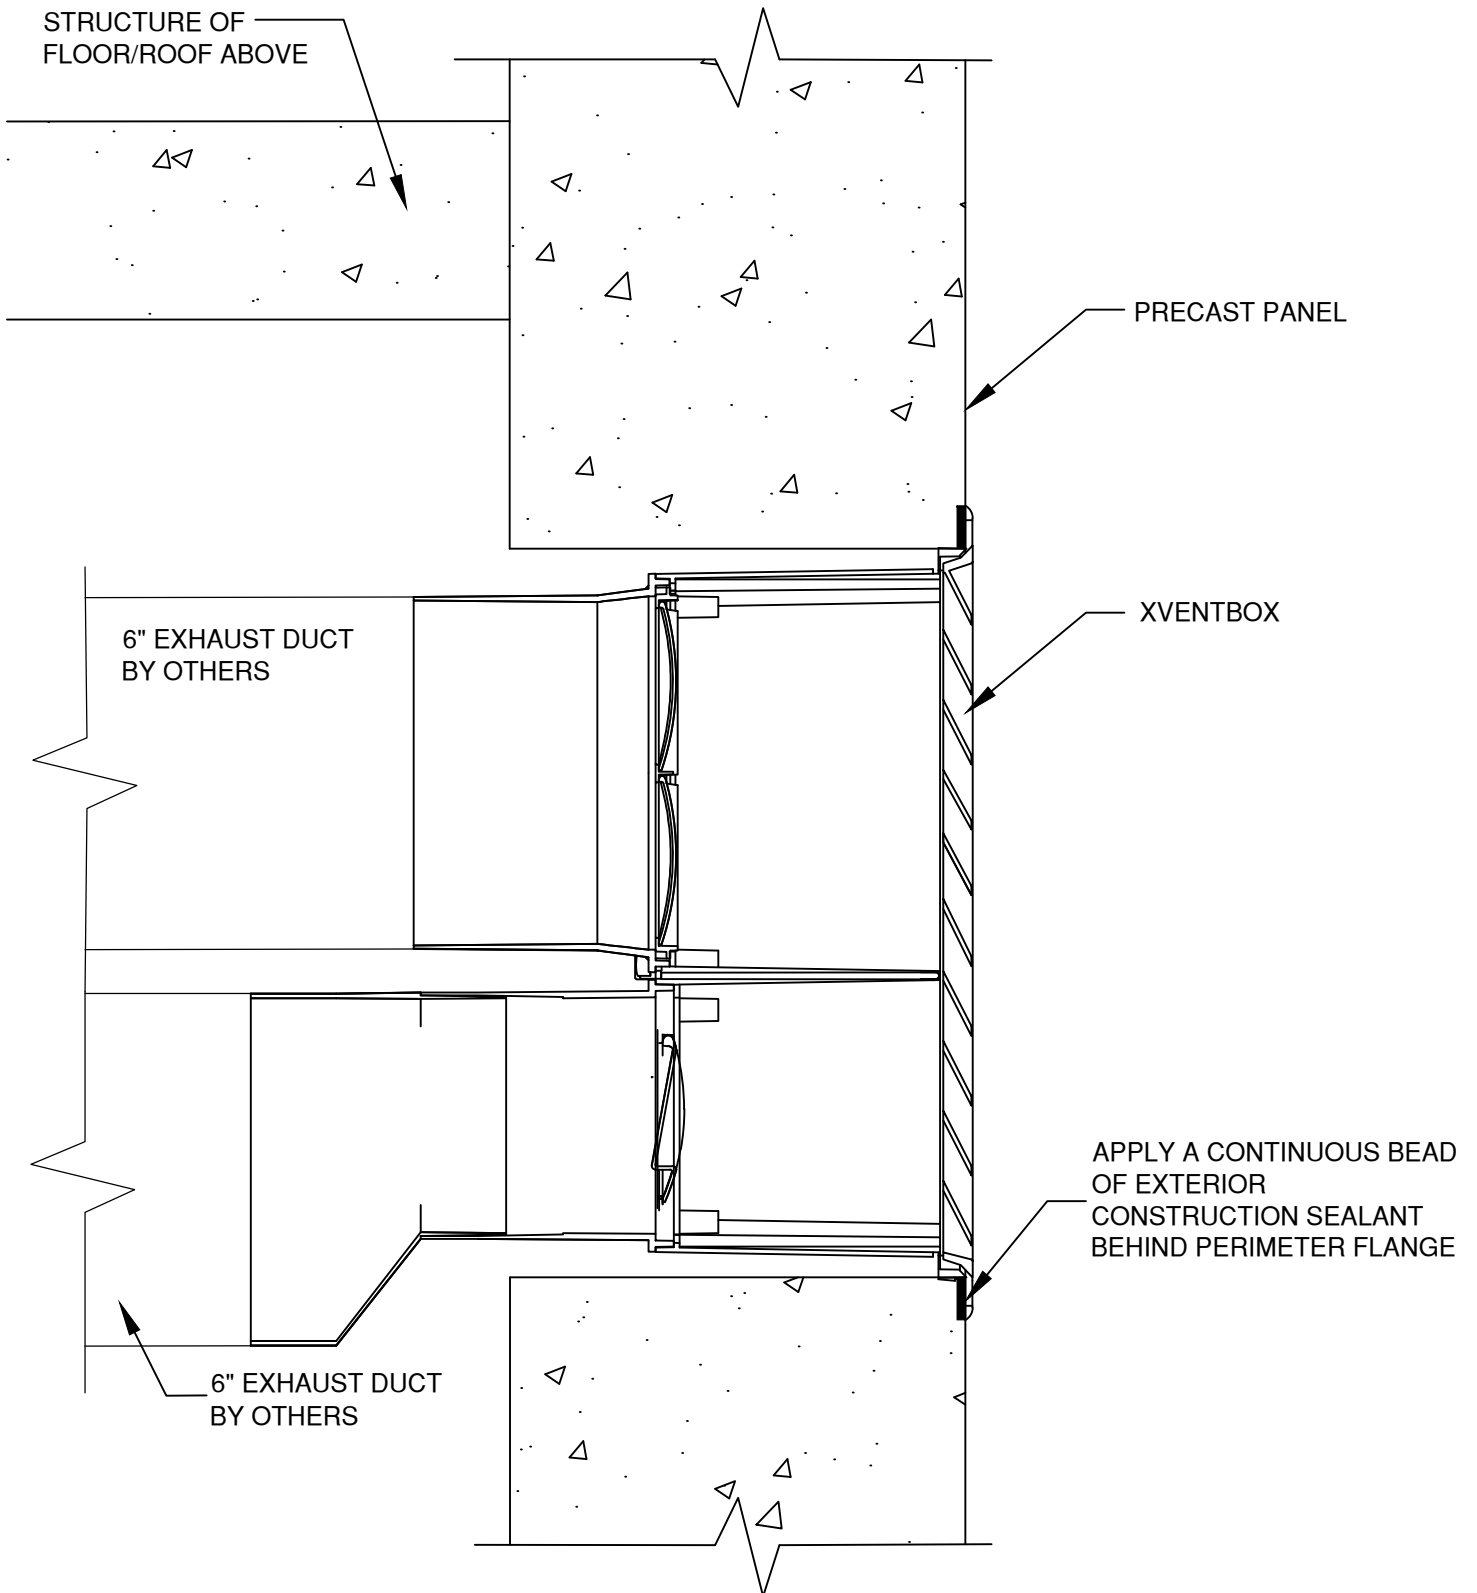 STRUCTURE OF
FLOOR/ROOF ABOVE
PRECAST PANEL
XVENTBOX
6" EXHAUST DUCT
BY OTHERS
APPLY A CONTINUOUS BEAD
OF EXTERIOR
CONSTRUCTION SEALANT
BEHIND PERIMETER FLANGE
6" EXHAUST DUCT
BY OTHERS